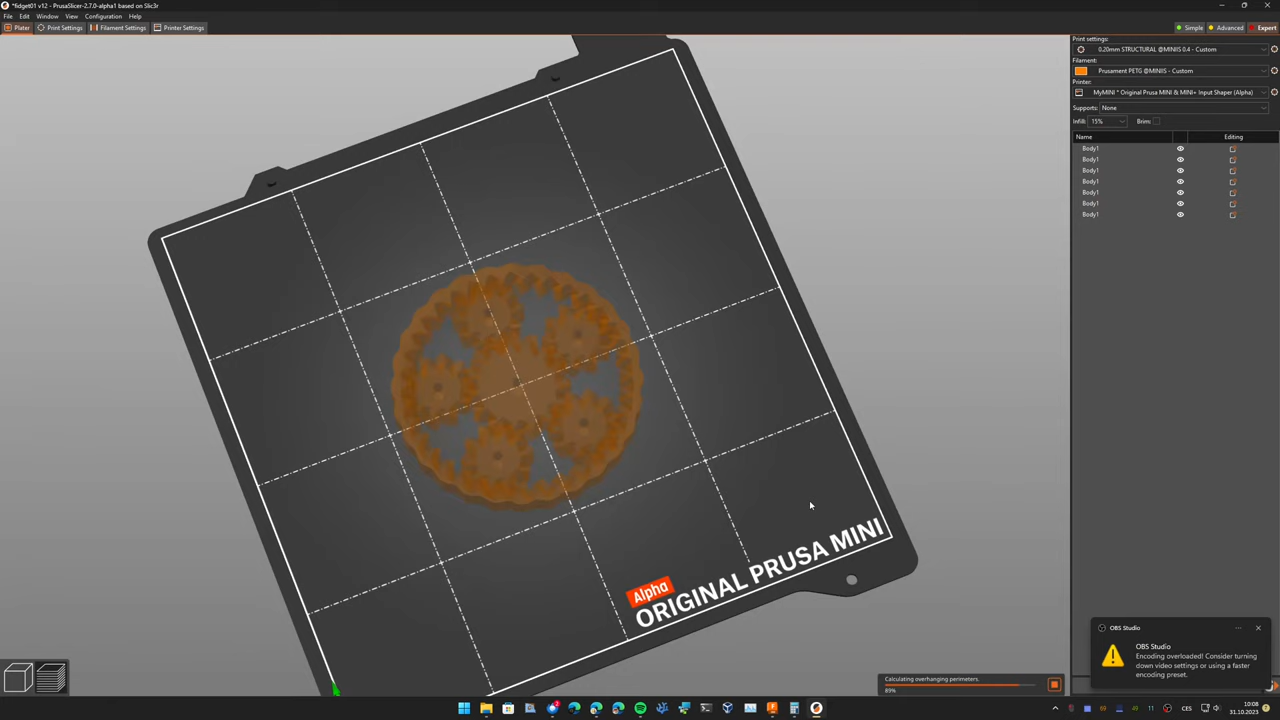 *fidget01 v12 - PrusaSlicer-2.7.0-alpha1 based on Slic3r
File Edit Window View Configuration Help
Plater Print Settings Filament Settings Printer Settings
Simple Advanced Expert
Print settings:
0.20mm STRUCTURAL @MINIIS 0.4 - Custom
Filament:
Prusament PETG @MINIIS - Custom
Printer:
MyMINI * Original Prusa MINI & MINI+ Input Shaper (Alpha)
Supports: None
Infill: 15% Brim:
Name Editing
Body1
Body1
Body1
Body1
Body1
Body1
Body1
Alpha
ORIGINAL PRUSA MINI
OBS Studio
OBS Studio
Encoding overloaded! Consider turning
down video settings or using a faster
encoding preset.
Calculating overhanging perimeters.
89%
69 49 11 CES
10:08
31.10.2023